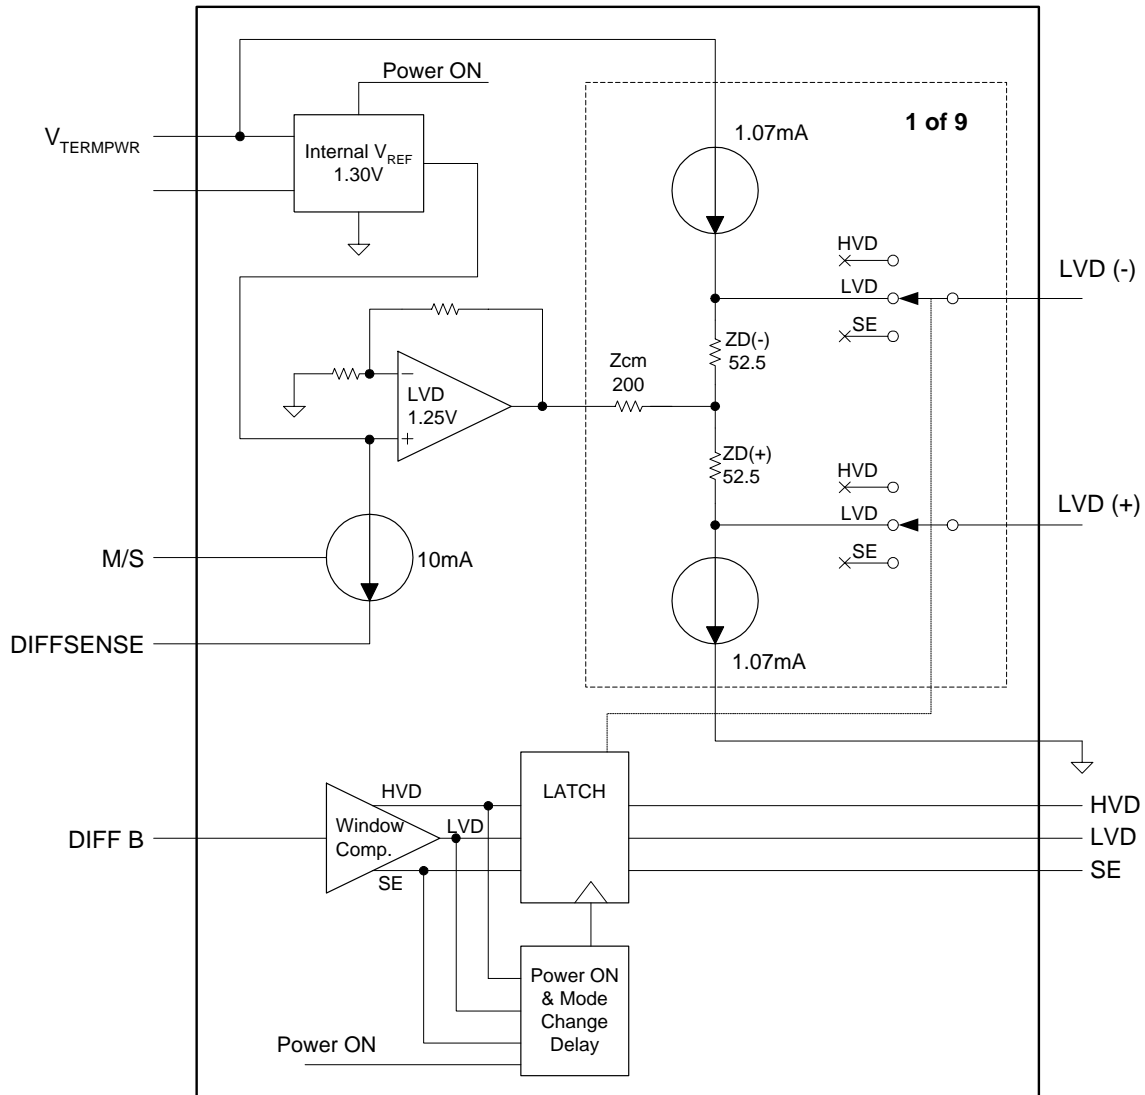 Power ON
1 of 9
V_TERMPWR
Internal V_REF
1.30V
1.07mA
HVD
LVD
SE
LVD (-)
ZD(-)
52.5
Zcm
200
LVD
1.25V
−
+
ZD(+)
52.5
HVD
LVD
SE
LVD (+)
M/S
10mA
DIFFSENSE
1.07mA
LATCH
HVD
LVD
SE
Window
Comp.
DIFF B
HVD
LVD
SE
Power ON
& Mode
Change
Delay
Power ON